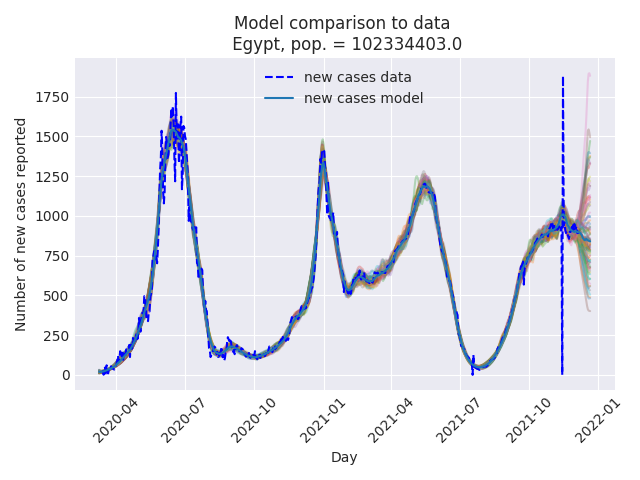 Model comparison to data
Egypt, pop. = 102334403.0
new cases data
new cases model
Number of new cases reported
1750
1500
1250
1000
750
500
250
0
2020-04
2020-07
2020-10
2021-01
2021-04
2021-07
2021-10
2022-01
Day